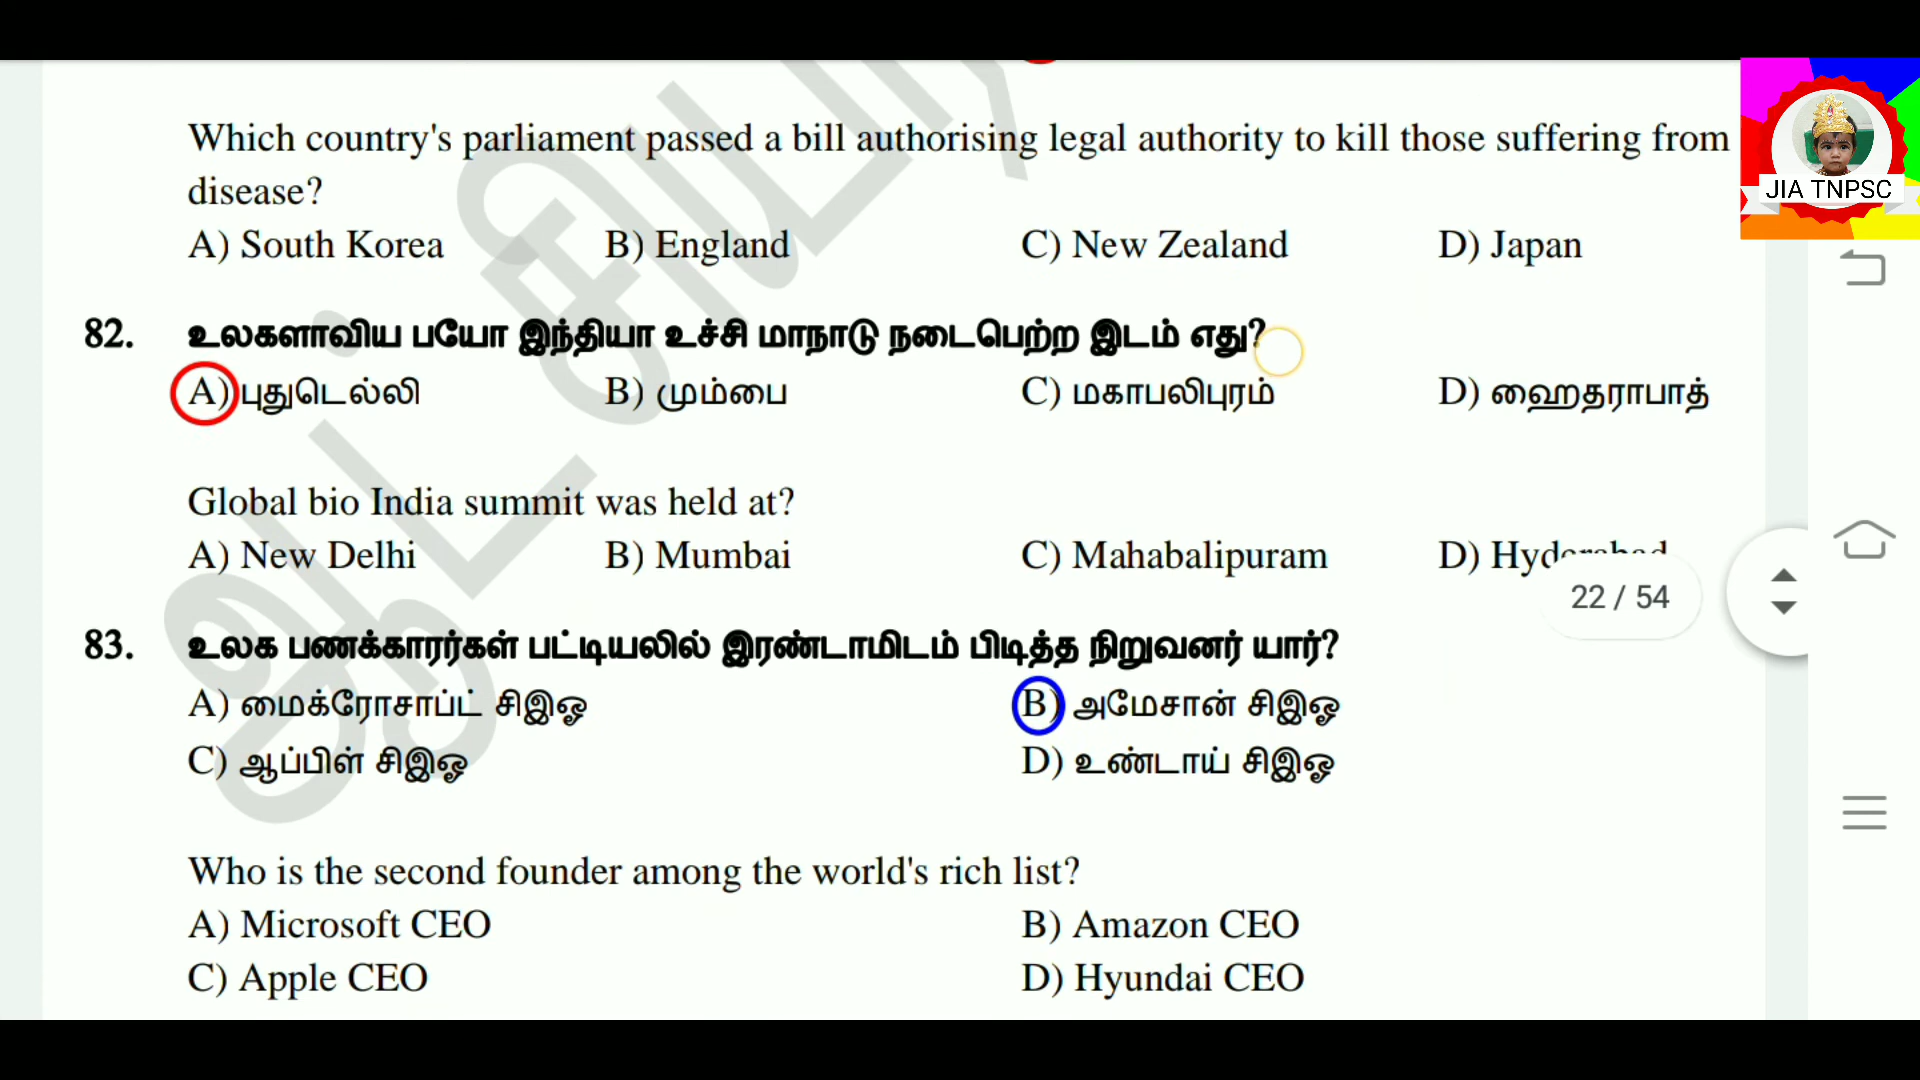 Which country's parliament passed a bill authorising legal authority to kill those suffering from
disease?
A) South Korea B) England C) New Zealand D) Japan
82. உலகளாவிய பயோ இந்தியா உச்சி மாநாடு நடைபெற்ற இடம் எது?
A) புதுடெல்லி B) மும்பை C) மகாபலிபுரம் D) ஹைதராபாத்
Global bio India summit was held at?
A) New Delhi B) Mumbai C) Mahabalipuram D) Hyderabad
22 / 54
83. உலக பணக்காரர்கள் பட்டியலில் இரண்டாமிடம் பிடித்த நிறுவனர் யார்?
A) மைக்ரோசாப்ட் சிஇஓ B) அமேசான் சிஇஓ
C) ஆப்பிள் சிஇஓ D) உண்டாய் சிஇஓ
Who is the second founder among the world's rich list?
A) Microsoft CEO B) Amazon CEO
C) Apple CEO D) Hyundai CEO
JIA TNPSC